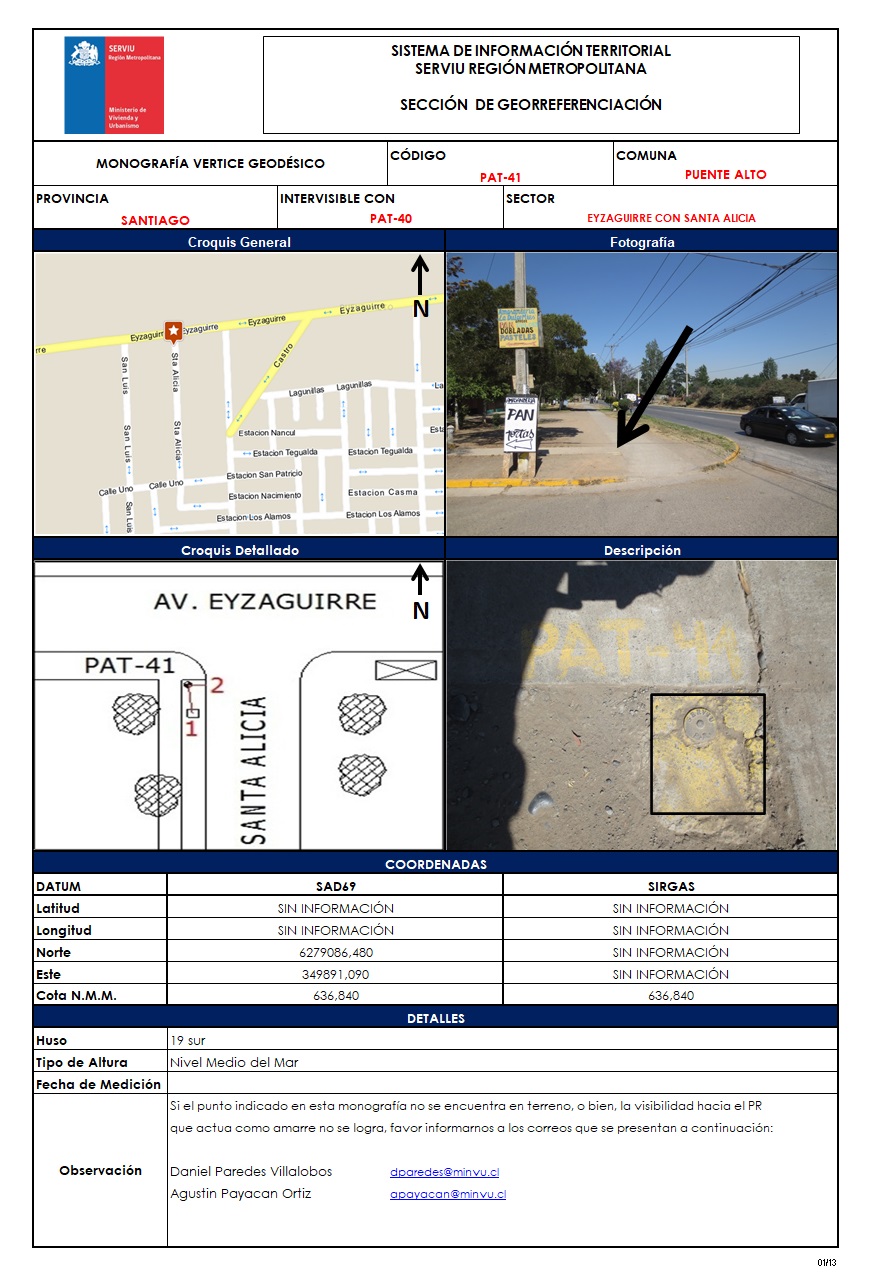 SERVIU
Región Metropolitana
Ministerio de
Vivienda y
Urbanismo
SISTEMA DE INFORMACIÓN TERRITORIAL
SERVIU REGIÓN METROPOLITANA
SECCIÓN DE GEORREFERENCIACIÓN
MONOGRAFÍA VERTICE GEODÉSICO
CÓDIGO
PAT-41
COMUNA
PUENTE ALTO
PROVINCIA
SANTIAGO
INTERVISIBLE CON
PAT-40
SECTOR
EYZAGUIRRE CON SANTA ALICIA
Croquis General
N
Eyzaguirre
Eyzaguirre
Eyzaguirre
Eyzaguirr
rre
San Luis
Sta Alicia
Castro
Lagunillas
Lagunillas
La
San Luis
Sta Alicia
Estacion Nancul
Esta
Estacion Tegualda
Estacion Tegualda
Estacion San Patricio
Calle Uno
Calle Uno
Estacion Nacimiento
Estacion Casma
San Luis
Estacion Los Alamos
Estacion Los Alamos
Fotografía
DOBLADAS
PASTELES
PAN
Croquis Detallado
N
AV. EYZAGUIRRE
PAT-41
2
1
SANTA ALICIA
Descripción
PAT-41
COORDENADAS
DATUM SAD69 SIRGAS
Latitud SIN INFORMACIÓN SIN INFORMACIÓN
Longitud SIN INFORMACIÓN SIN INFORMACIÓN
Norte 6279086,480 SIN INFORMACIÓN
Este 349891,090 SIN INFORMACIÓN
Cota N.M.M. 636,840 636,840
DETALLES
Huso 19 sur
Tipo de Altura Nivel Medio del Mar
Fecha de Medición
Observación
Si el punto indicado en esta monografía no se encuentra en terreno, o bien, la visibilidad hacia el PR
que actua como amarre no se logra, favor informarnos a los correos que se presentan a continuación:
Daniel Paredes Villalobos dparedes@minvu.cl
Agustin Payacan Ortiz apayacan@minvu.cl
01/13